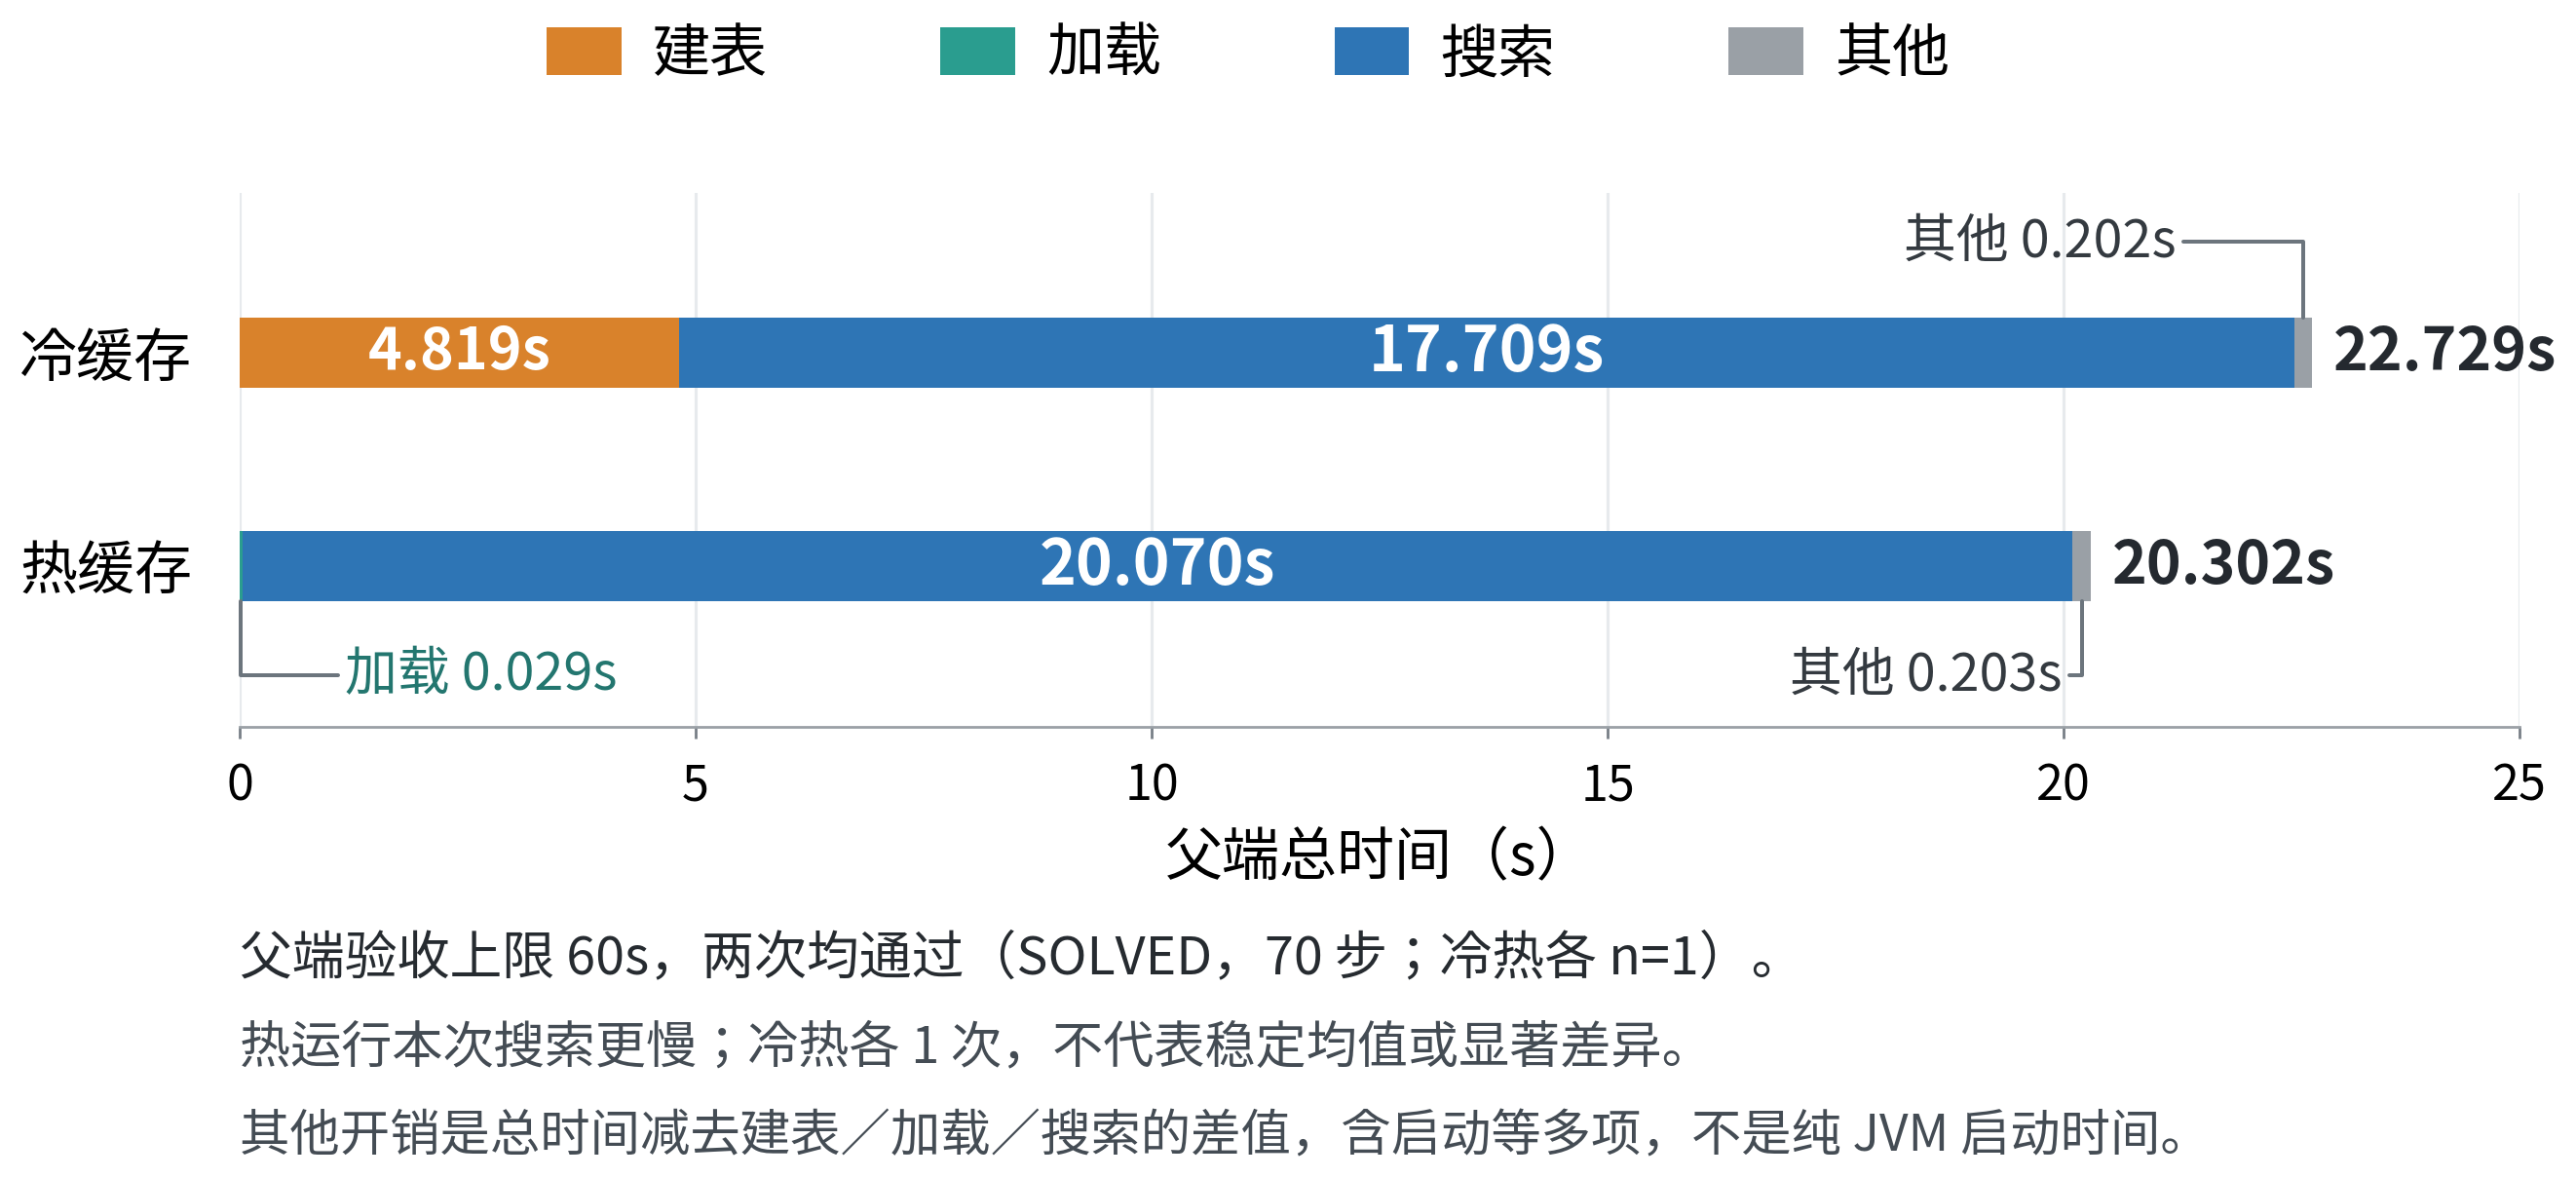 建表 加载 搜索 其他
其他 0.202s
冷缓存 4.819s 17.709s 22.729s
热缓存 20.070s 20.302s
加载 0.029s 其他 0.203s
0 5 10 15 20 25
父端总时间（s）
父端验收上限 60s，两次均通过（SOLVED，70 步；冷热各 n=1）。
热运行本次搜索更慢；冷热各 1 次，不代表稳定均值或显著差异。
其他开销是总时间减去建表／加载／搜索的差值，含启动等多项，不是纯 JVM 启动时间。